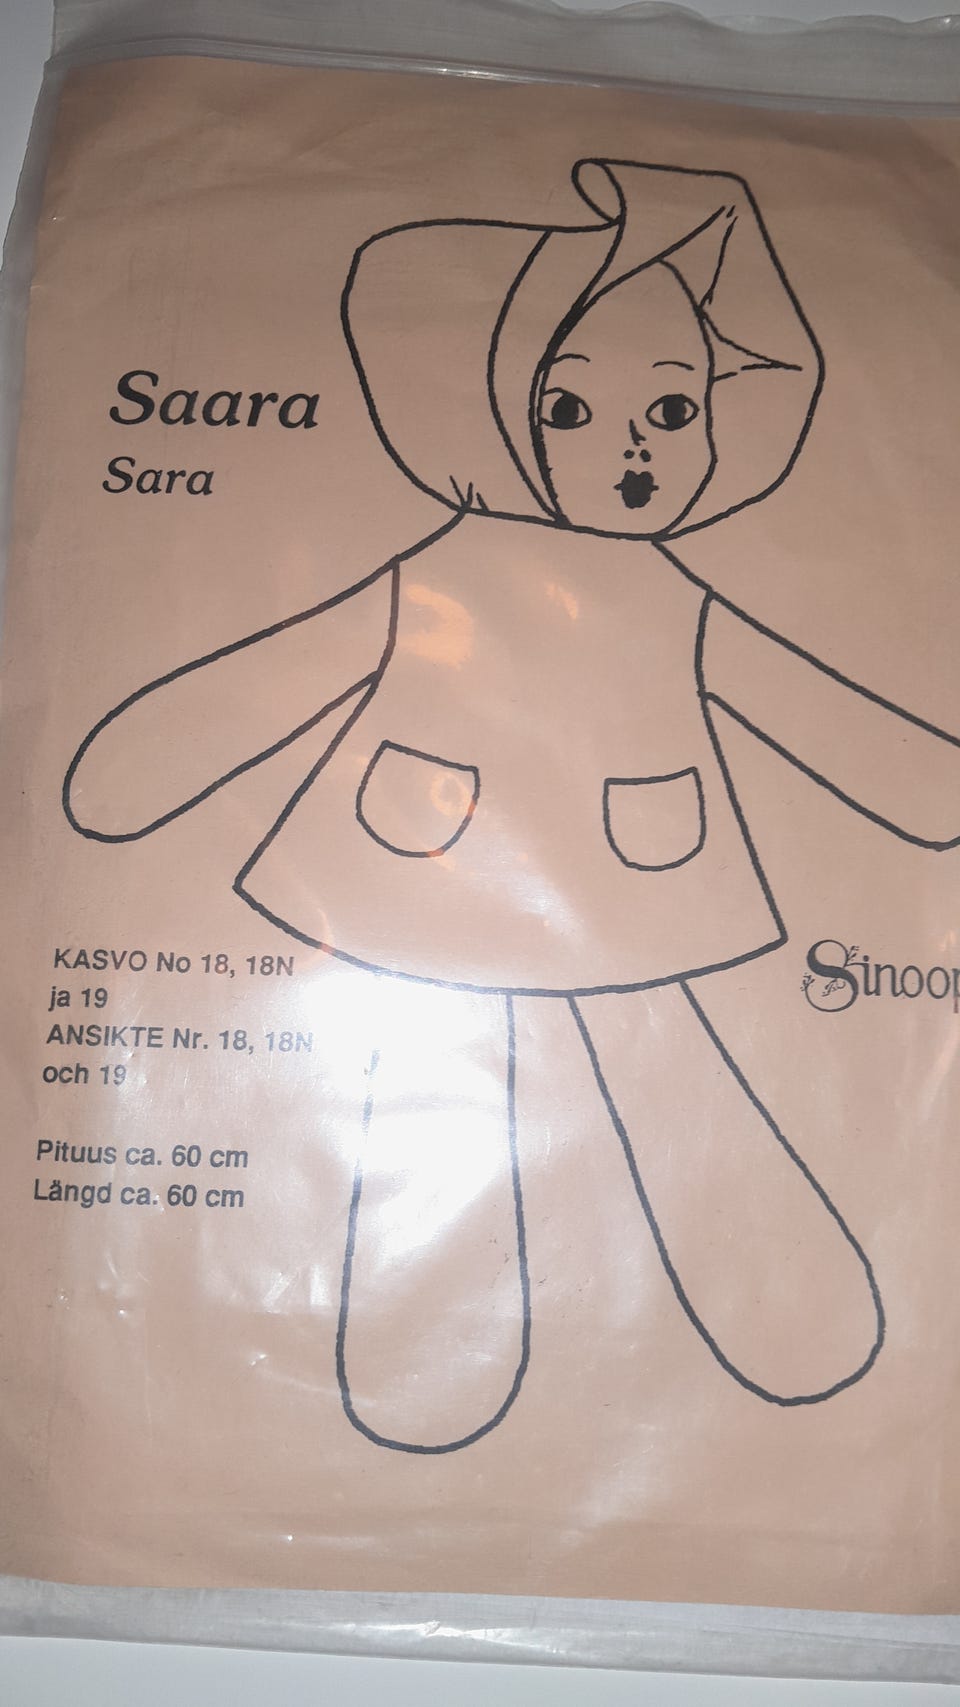 Saara
Sara
KASVO No 18, 18N
ja 19
ANSIKTE Nr. 18, 18N
och 19
Pituus ca. 60 cm
Längd ca. 60 cm